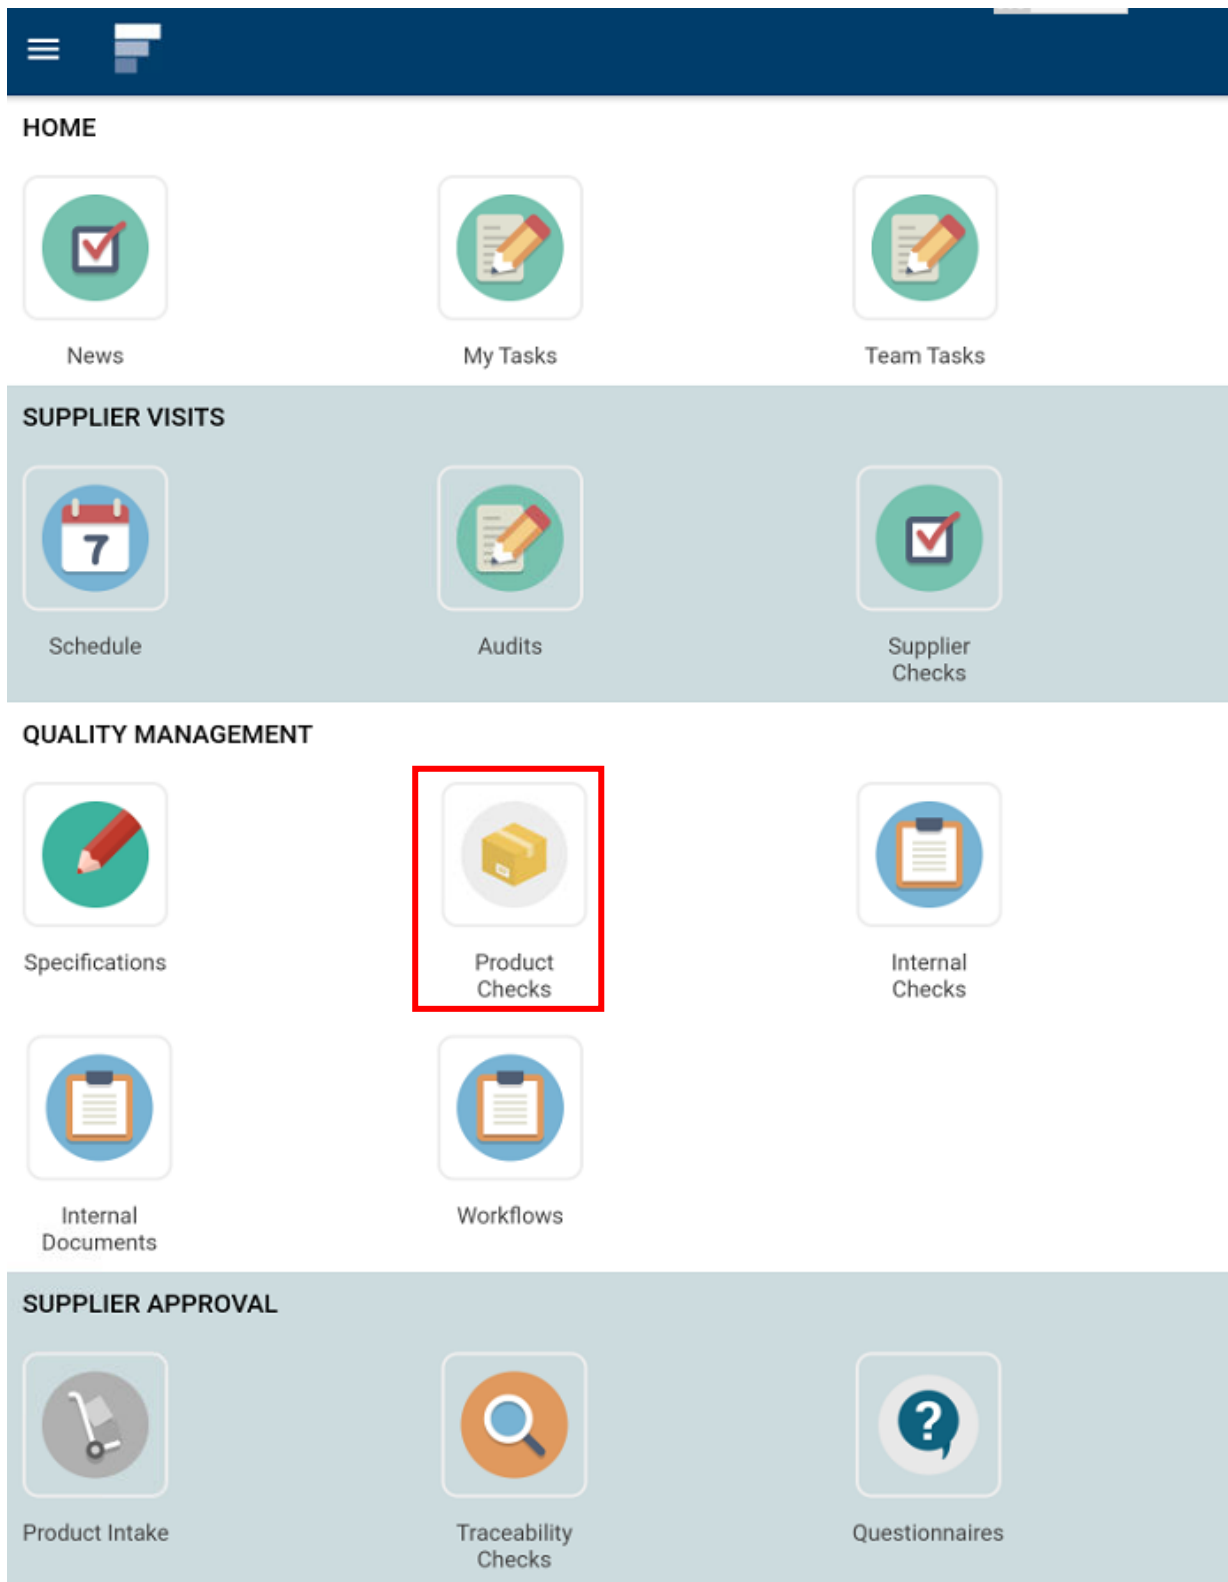 HOME
News
My Tasks
Team Tasks
SUPPLIER VISITS
7
Schedule
Audits
Supplier
Checks
QUALITY MANAGEMENT
Specifications
Product
Checks
Internal
Checks
Internal
Documents
Workflows
SUPPLIER APPROVAL
?
Product Intake
Traceability
Checks
Questionnaires